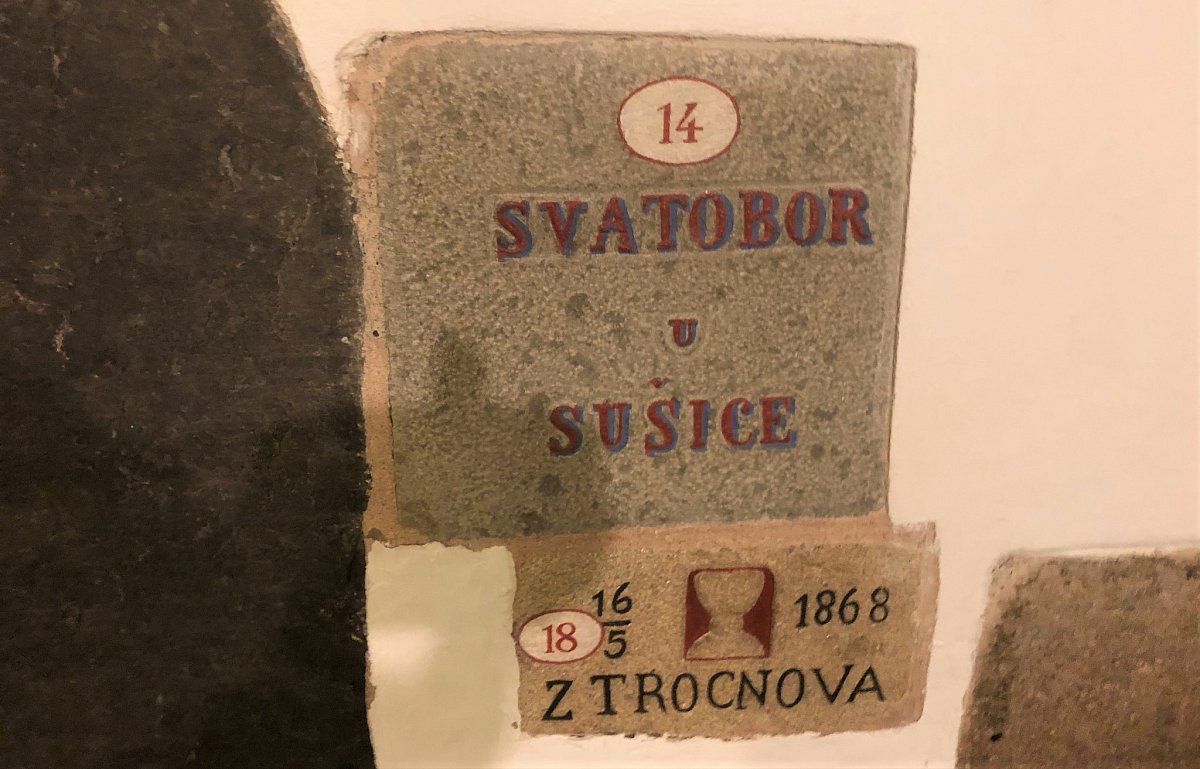 14
SVATOBOR
U
SUŠICE
18 16/5 1868
Z TROCNOVA